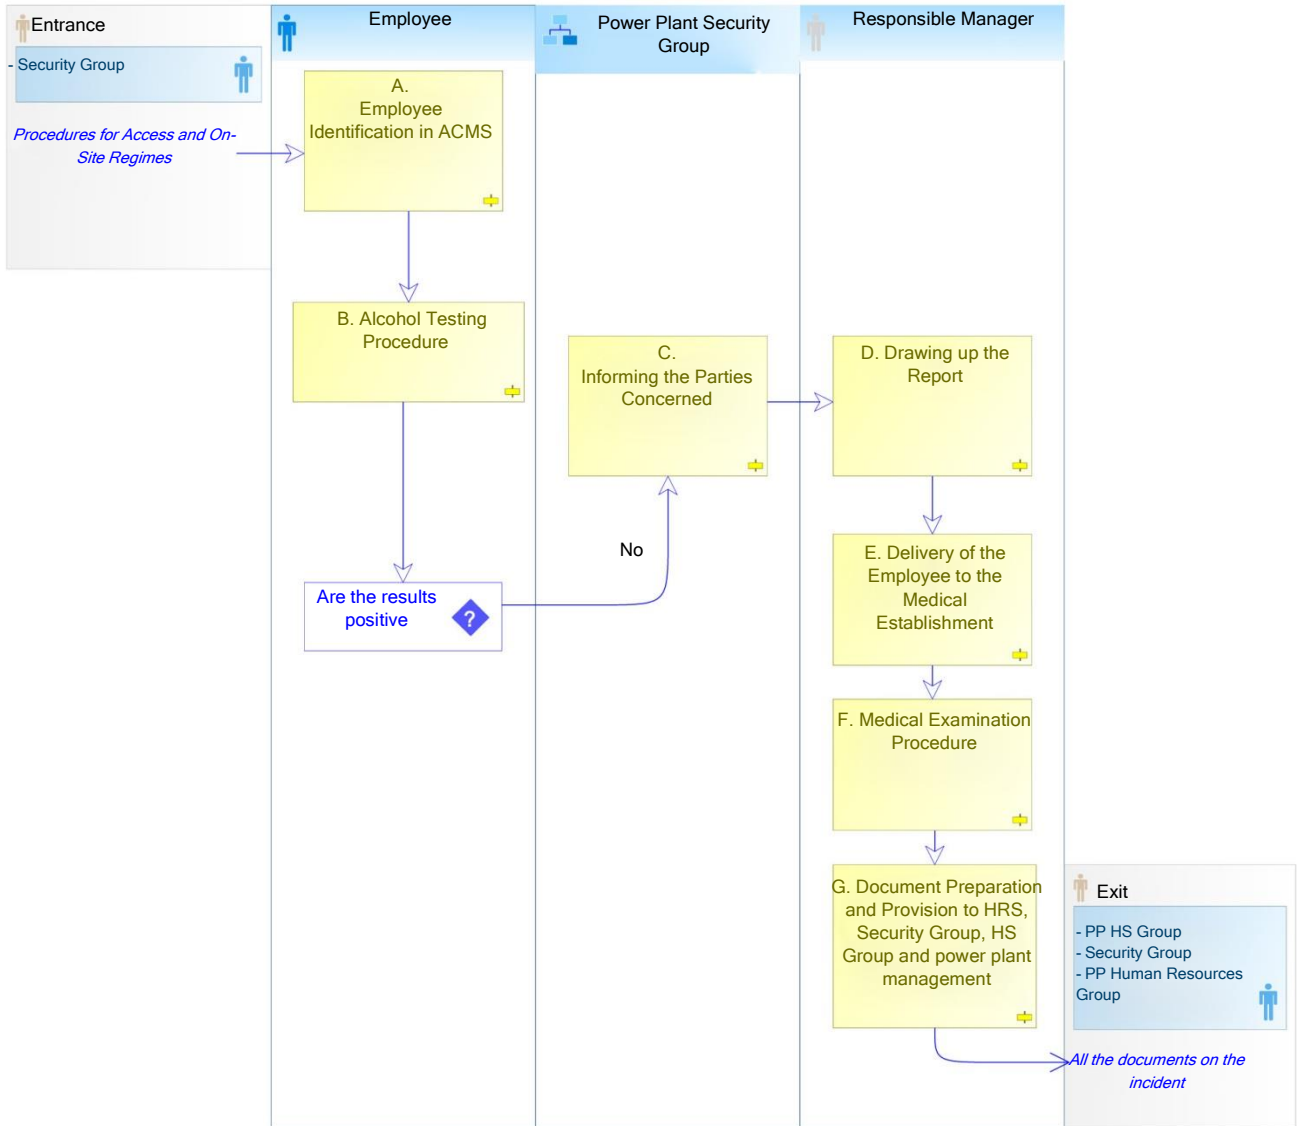 Entrance
- Security Group
Procedures for Access and On-
Site Regimes
Employee
Power Plant Security
Group
Responsible Manager
A.
Employee
Identification in ACMS
B. Alcohol Testing
Procedure
Are the results
positive
?
No
C.
Informing the Parties
Concerned
D. Drawing up the
Report
E. Delivery of the
Employee to the
Medical
Establishment
F. Medical Examination
Procedure
G. Document Preparation
and Provision to HRS,
Security Group, HS
Group and power plant
management
Exit
- PP HS Group
- Security Group
- PP Human Resources
Group
All the documents on the
incident